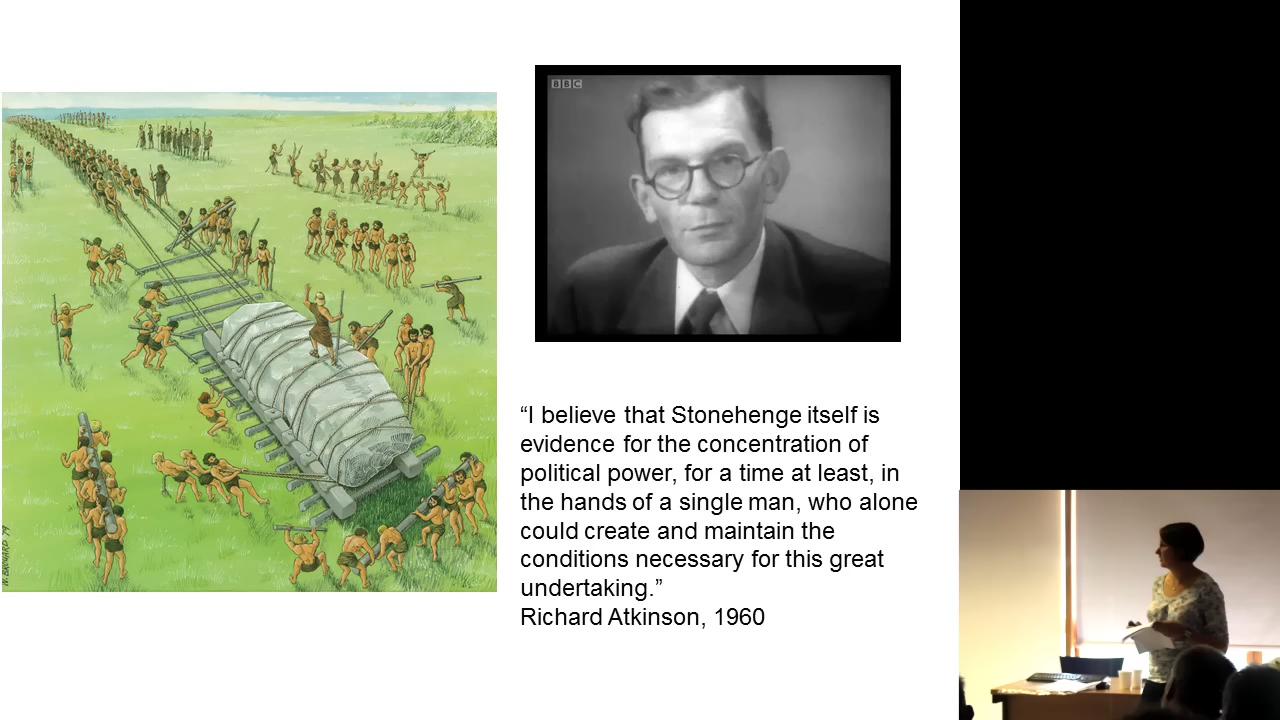 BBC
“I believe that Stonehenge itself is
evidence for the concentration of
political power, for a time at least, in
the hands of a single man, who alone
could create and maintain the
conditions necessary for this great
undertaking.”
Richard Atkinson, 1960